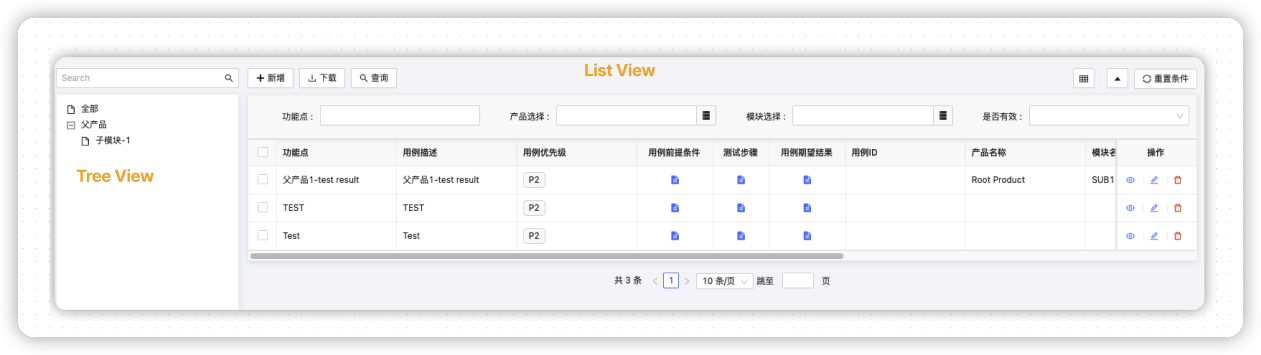 List View
Search
新增 下载 查询 重置条件
全部
父产品
子模块-1
Tree View
功能点： 产品选择： 模块选择： 是否有效：
功能点 用例描述 用例优先级 用例前提条件 测试步骤 用例期望结果 用例ID 产品名称 模块名 操作
父产品1-test result 父产品1-test result P2 Root Product SUB1
TEST TEST P2
Test Test P2
共 3 条 1 10 条/页 跳至 页